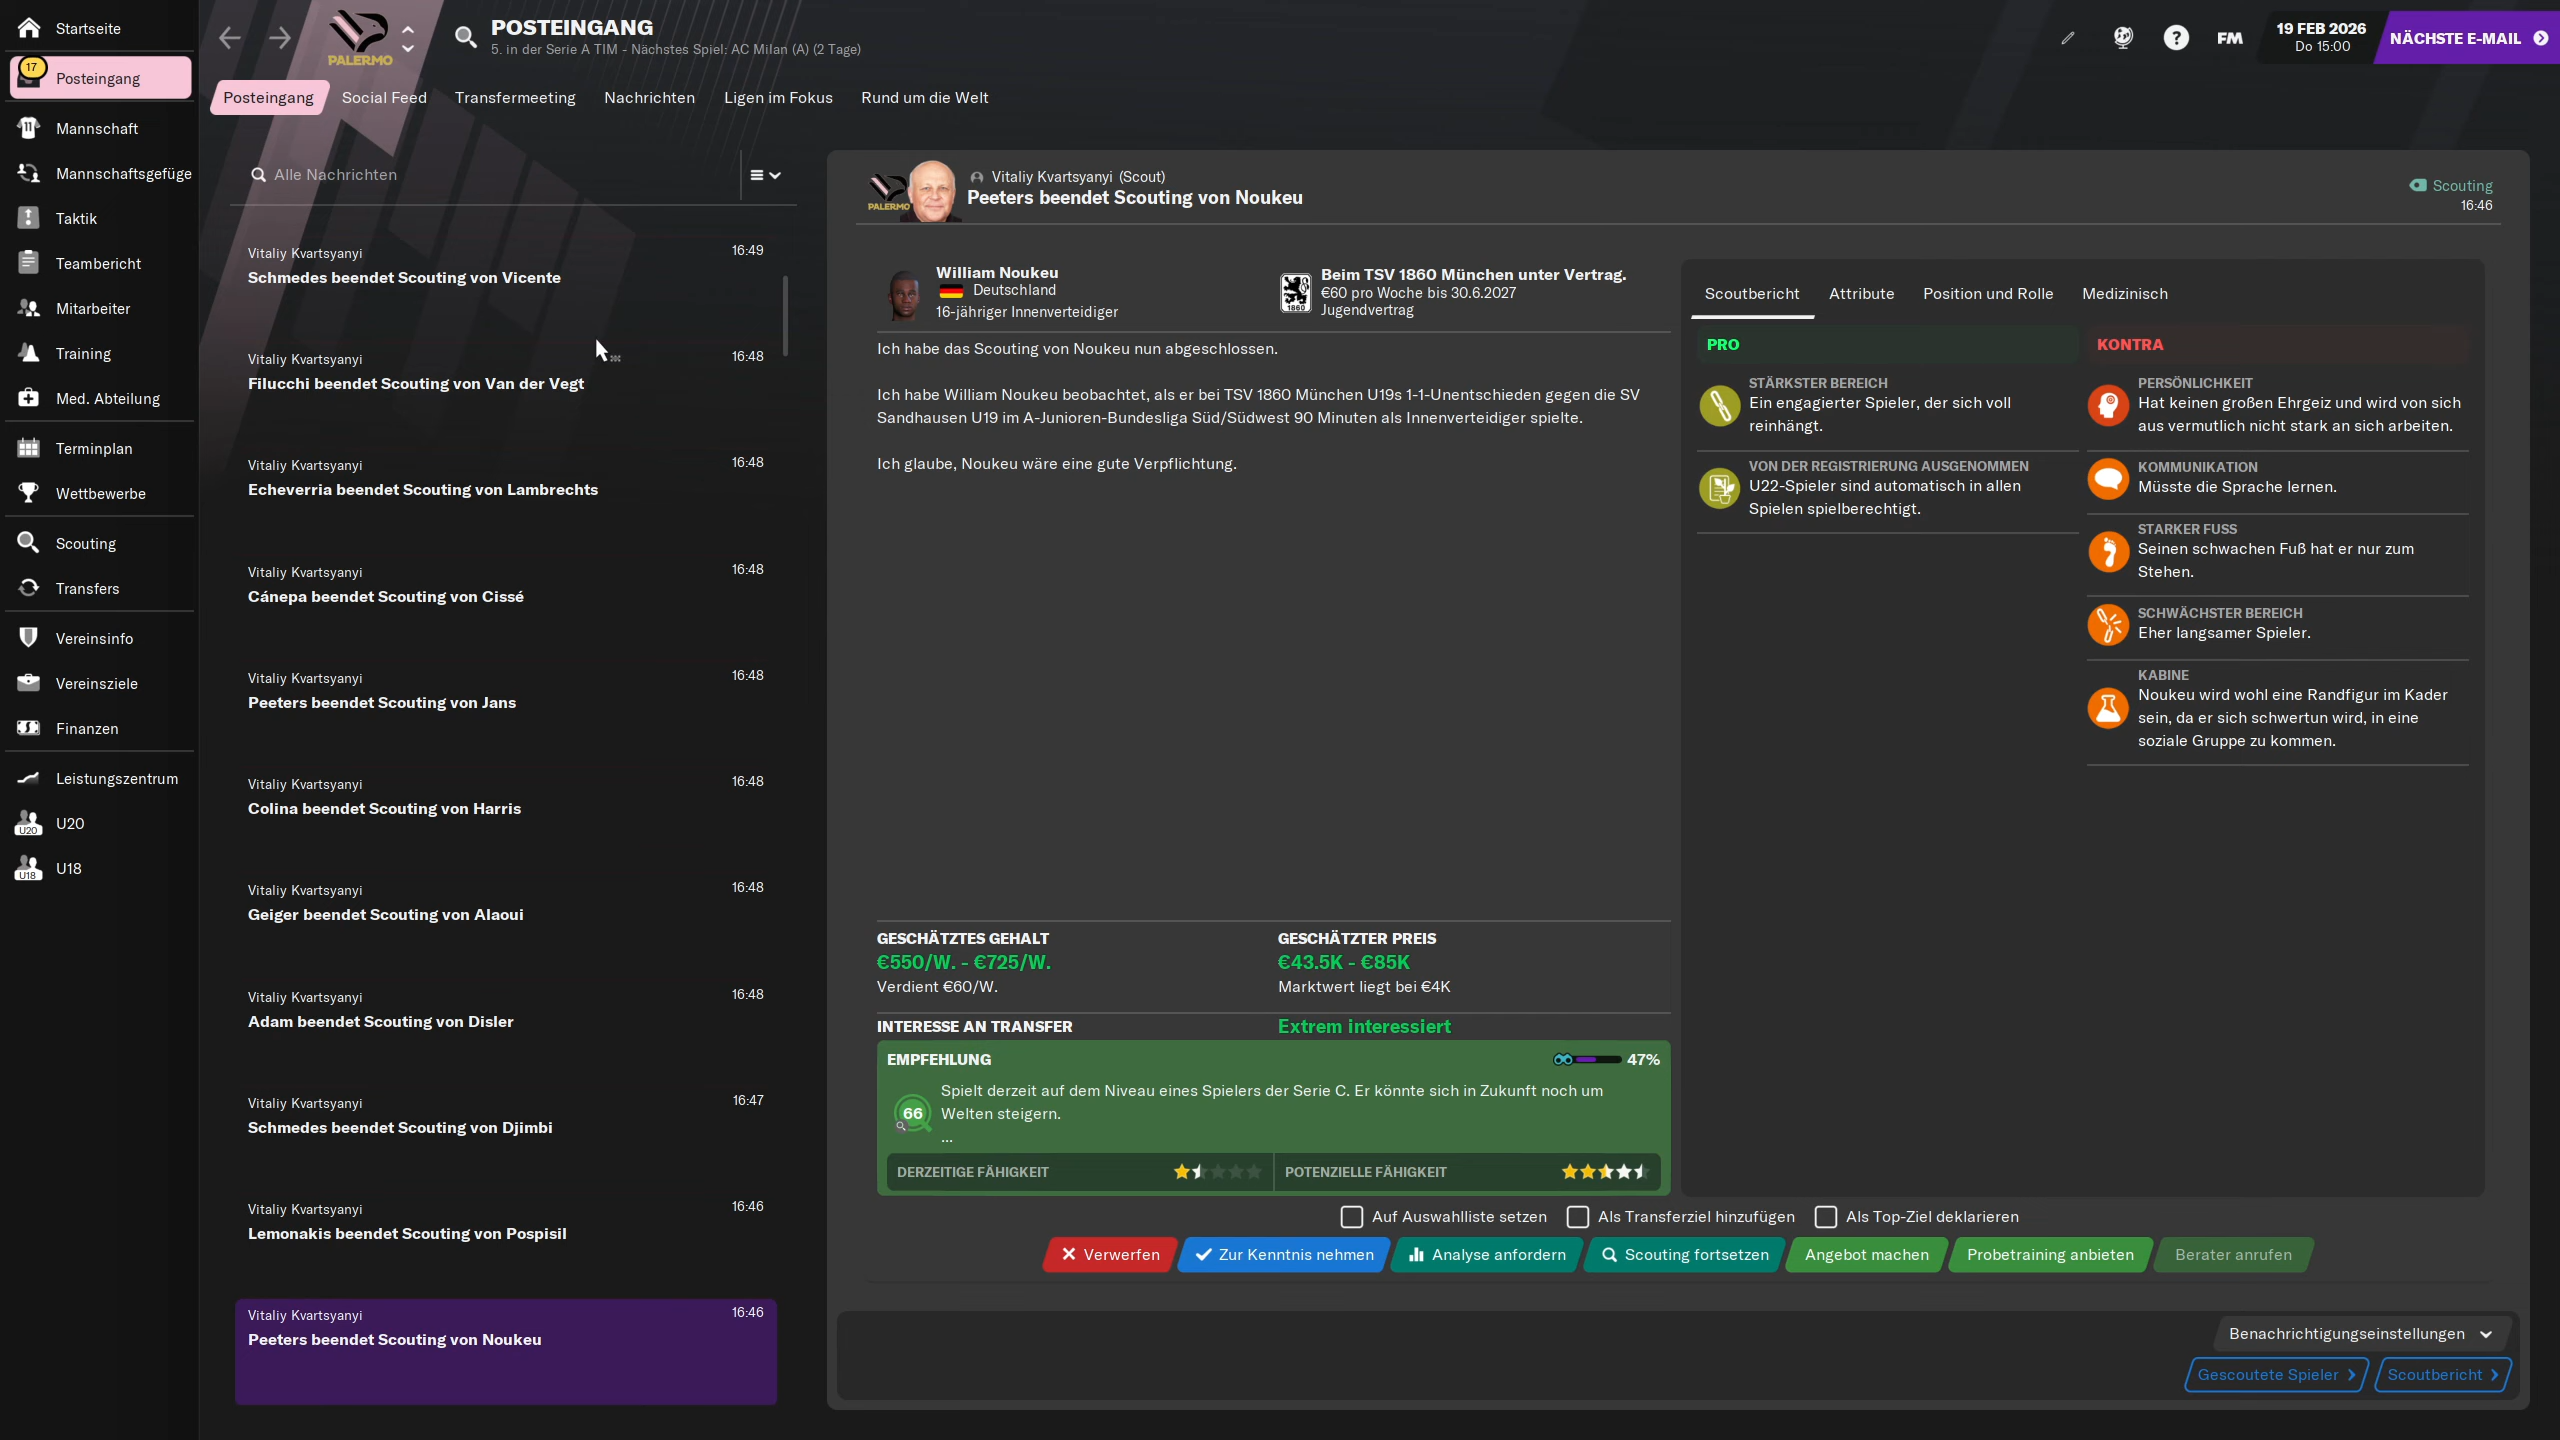 Startseite
17
Posteingang
Mannschaft
Mannschaftsgefüge
Taktik
Teambericht
Mitarbeiter
Training
Med. Abteilung
Terminplan
Wettbewerbe
Scouting
Transfers
Vereinsinfo
Vereinsziele
Finanzen
Leistungszentrum
U20
U20
U18
U18
PALERMO
POSTEINGANG
5. in der Serie A TIM - Nächstes Spiel: AC Milan (A) (2 Tage)
FM
19 FEB 2026
Do 15:00
NÄCHSTE E-MAIL
Posteingang
Social Feed
Transfermeeting
Nachrichten
Ligen im Fokus
Rund um die Welt
Alle Nachrichten
Vitaliy Kvartsyanyi
16:49
Schmedes beendet Scouting von Vicente
Vitaliy Kvartsyanyi
16:48
Filucchi beendet Scouting von Van der Vegt
Vitaliy Kvartsyanyi
16:48
Echeverria beendet Scouting von Lambrechts
Vitaliy Kvartsyanyi
16:48
Cánepa beendet Scouting von Cissé
Vitaliy Kvartsyanyi
16:48
Peeters beendet Scouting von Jans
Vitaliy Kvartsyanyi
16:48
Colina beendet Scouting von Harris
Vitaliy Kvartsyanyi
16:48
Geiger beendet Scouting von Alaoui
Vitaliy Kvartsyanyi
16:48
Adam beendet Scouting von Disler
Vitaliy Kvartsyanyi
16:47
Schmedes beendet Scouting von Djimbi
Vitaliy Kvartsyanyi
16:46
Lemonakis beendet Scouting von Pospisil
Vitaliy Kvartsyanyi
16:46
Peeters beendet Scouting von Noukeu
PALERMO
Vitaliy Kvartsyanyi (Scout)
Peeters beendet Scouting von Noukeu
Scouting
16:46
William Noukeu
Deutschland
16-jähriger Innenverteidiger
1860
Beim TSV 1860 München unter Vertrag.
€60 pro Woche bis 30.6.2027
Jugendvertrag
Ich habe das Scouting von Noukeu nun abgeschlossen.
Ich habe William Noukeu beobachtet, als er bei TSV 1860 München U19s 1-1-Unentschieden gegen die SV
Sandhausen U19 im A-Junioren-Bundesliga Süd/Südwest 90 Minuten als Innenverteidiger spielte.
Ich glaube, Noukeu wäre eine gute Verpflichtung.
GESCHÄTZTES GEHALT
€550/W. - €725/W.
Verdient €60/W.
GESCHÄTZTER PREIS
€43.5K - €85K
Marktwert liegt bei €4K
INTERESSE AN TRANSFER
Extrem interessiert
EMPFEHLUNG
47%
66
Spielt derzeit auf dem Niveau eines Spielers der Serie C. Er könnte sich in Zukunft noch um
Welten steigern.
...
DERZEITIGE FÄHIGKEIT
POTENZIELLE FÄHIGKEIT
Scoutbericht
Attribute
Position und Rolle
Medizinisch
PRO
STÄRKSTER BEREICH
Ein engagierter Spieler, der sich voll
reinhängt.
VON DER REGISTRIERUNG AUSGENOMMEN
U22-Spieler sind automatisch in allen
Spielen spielberechtigt.
KONTRA
PERSÖNLICHKEIT
Hat keinen großen Ehrgeiz und wird von sich
aus vermutlich nicht stark an sich arbeiten.
KOMMUNIKATION
Müsste die Sprache lernen.
STARKER FUSS
Seinen schwachen Fuß hat er nur zum
Stehen.
SCHWÄCHSTER BEREICH
Eher langsamer Spieler.
KABINE
Noukeu wird wohl eine Randfigur im Kader
sein, da er sich schwertun wird, in eine
soziale Gruppe zu kommen.
Auf Auswahlliste setzen
Als Transferziel hinzufügen
Als Top-Ziel deklarieren
Verwerfen
Zur Kenntnis nehmen
Analyse anfordern
Scouting fortsetzen
Angebot machen
Probetraining anbieten
Berater anrufen
Benachrichtigungseinstellungen
Gescoutete Spieler
Scoutbericht